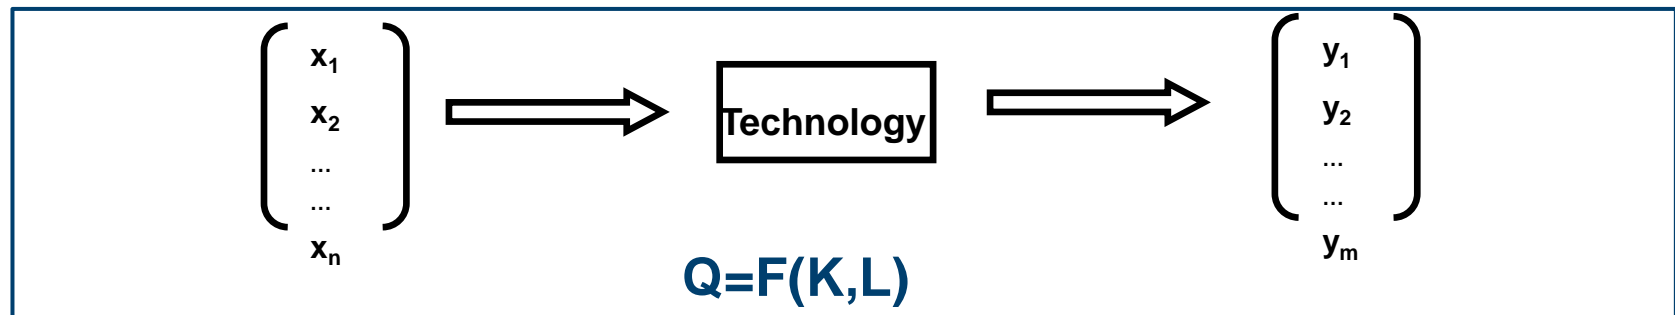 x₁
x₂
...
...
xₙ
Technology
y₁
y₂
...
...
yₘ
Q=F(K,L)